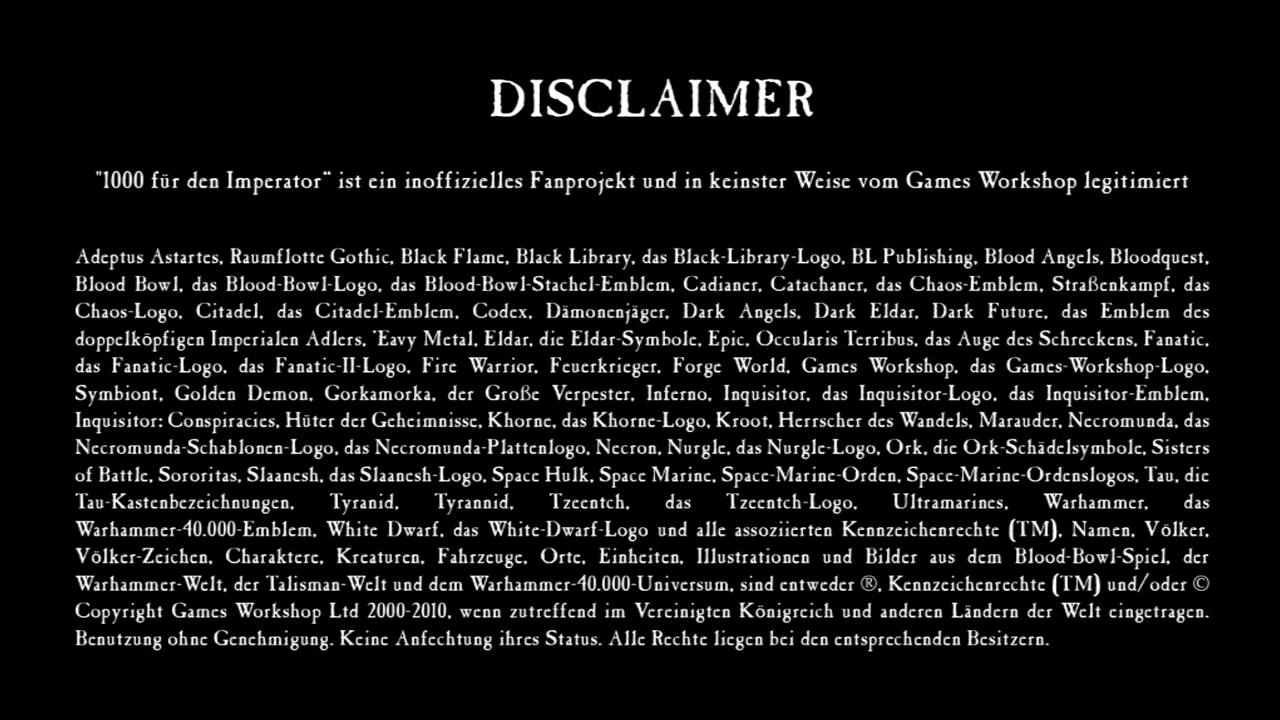 DISCLAIMER
"1000 für den Imperator“ ist ein inoffizielles Fanprojekt und in keinster Weise vom Games Workshop legitimiert
Adeptus Astartes, Raumflotte Gothic, Black Flame, Black Library, das Black-Library-Logo, BL Publishing, Blood Angels, Bloodquest,
Blood Bowl, das Blood-Bowl-Logo, das Blood-Bowl-Stachel-Emblem, Cadianer, Catachaner, das Chaos-Emblem, Straßenkampf, das
Chaos-Logo, Citadel, das Citadel-Emblem, Codex, Dämonenjäger, Dark Angels, Dark Eldar, Dark Future, das Emblem des
doppelköpfigen Imperialen Adlers, 'Eavy Metal, Eldar, die Eldar-Symbole, Epic, Occularis Terribus, das Auge des Schreckens, Fanatic,
das Fanatic-Logo, das Fanatic-II-Logo, Fire Warrior, Feuerkrieger, Forge World, Games Workshop, das Games-Workshop-Logo,
Symbiont, Golden Demon, Gorkamorka, der Große Verpester, Inferno, Inquisitor, das Inquisitor-Logo, das Inquisitor-Emblem,
Inquisitor: Conspiracies, Hüter der Geheimnisse, Khorne, das Khorne-Logo, Kroot, Herrscher des Wandels, Marauder, Necromunda, das
Necromunda-Schablonen-Logo, das Necromunda-Plattenlogo, Necron, Nurgle, das Nurgle-Logo, Ork, die Ork-Schädelsymbole, Sisters
of Battle, Sororitas, Slaanesh, das Slaanesh-Logo, Space Hulk, Space Marine, Space-Marine-Orden, Space-Marine-Ordenslogos, Tau, die
Tau-Kastenbezeichnungen, Tyranid, Tyrannid, Tzeentch, das Tzeentch-Logo, Ultramarines, Warhammer, das
Warhammer-40.000-Emblem, White Dwarf, das White-Dwarf-Logo und alle assoziierten Kennzeichenrechte (TM), Namen, Völker,
Völker-Zeichen, Charaktere, Kreaturen, Fahrzeuge, Orte, Einheiten, Illustrationen und Bilder aus dem Blood-Bowl-Spiel, der
Warhammer-Welt, der Talisman-Welt und dem Warhammer-40.000-Universum, sind entweder ®, Kennzeichenrechte (TM) und/oder ©
Copyright Games Workshop Ltd 2000-2010, wenn zutreffend im Vereinigten Königreich und anderen Ländern der Welt eingetragen.
Benutzung ohne Genehmigung. Keine Anfechtung ihres Status. Alle Rechte liegen bei den entsprechenden Besitzern.